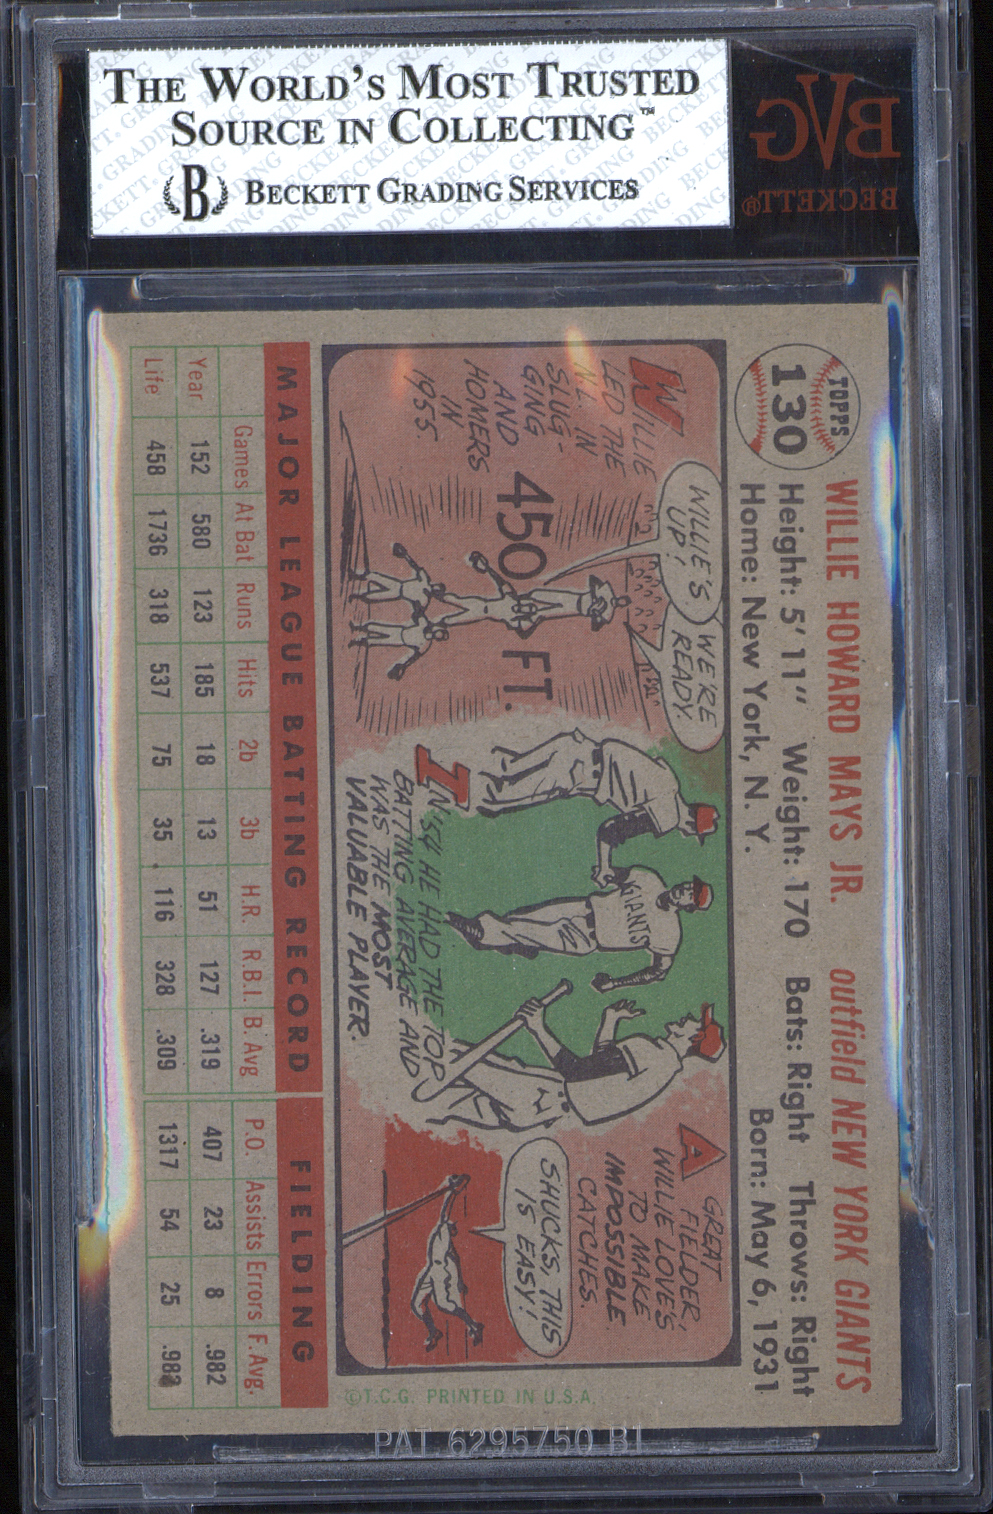 THE WORLD'S MOST TRUSTED
SOURCE IN COLLECTING™
B BECKETT GRADING SERVICES
BVG
BECKETT®
TOPPS
130
WILLIE HOWARD MAYS JR. outfield NEW YORK GIANTS
Height: 5' 11" Weight: 170 Bats: Right Throws: Right
Home: New York, N. Y. Born: May 6, 1931
WILLIE
LED THE
N.L. IN
SLUG-
GING
AND
HOMERS
IN
1955.
WILLIE'S
UP!
WE'RE
READY.
450 FT.
GIANTS
IN '54 HE HAD THE TOP
BATTING AVERAGE AND
WAS THE MOST
VALUABLE PLAYER.
A GREAT
FIELDER,
WILLIE LOVES
TO MAKE
IMPOSSIBLE
CATCHES.
SHUCKS, THIS
IS EASY!
©T.C.G. PRINTED IN U.S.A.
MAJOR LEAGUE BATTING RECORD FIELDING
Games At Bat Runs Hits 2b 3b H.R. R.B.I. B. Avg P.O. Assists Errors F. Avg.
Year 152 580 123 185 18 13 51 127 .319 407 23 8 .982
Life 458 1736 318 537 75 35 116 328 .309 1317 54 25 .982
PAT. 6295750 B1